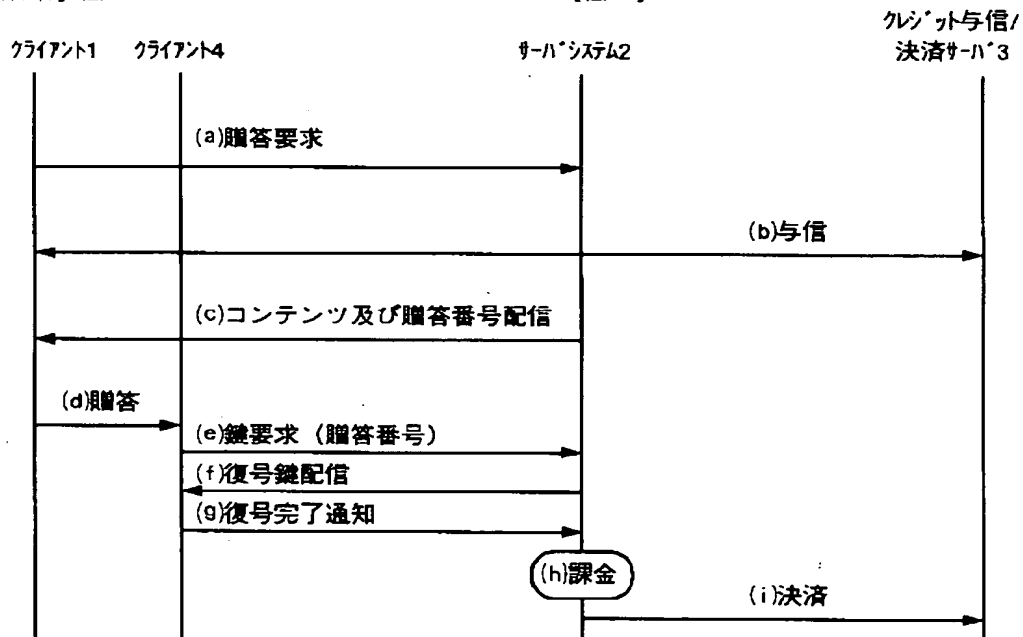 クレジット与信/
クライアント1 クライアント4 サーバシステム2 決済サーバ3
(a)贈答要求
(b)与信
(c)コンテンツ及び贈答番号配信
(d)贈答
(e)鍵要求（贈答番号）
(f)復号鍵配信
(g)復号完了通知
(h)課金
(i)決済